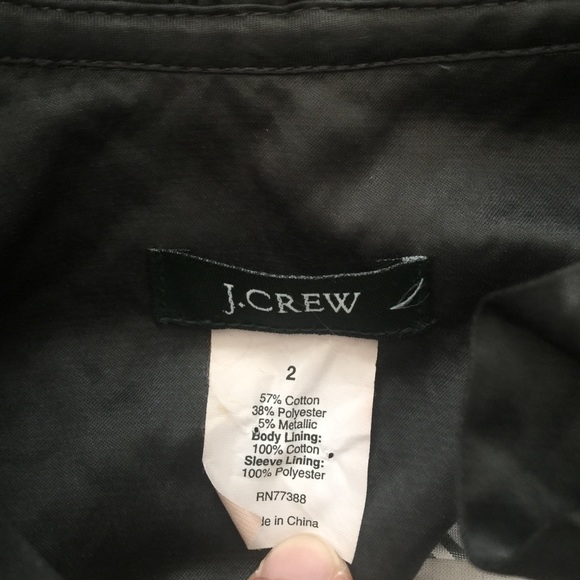 J.CREW
2
57% Cotton
38% Polyester
5% Metallic
Body Lining:
100% Cotton
Sleeve Lining:
100% Polyester
RN77388
in China